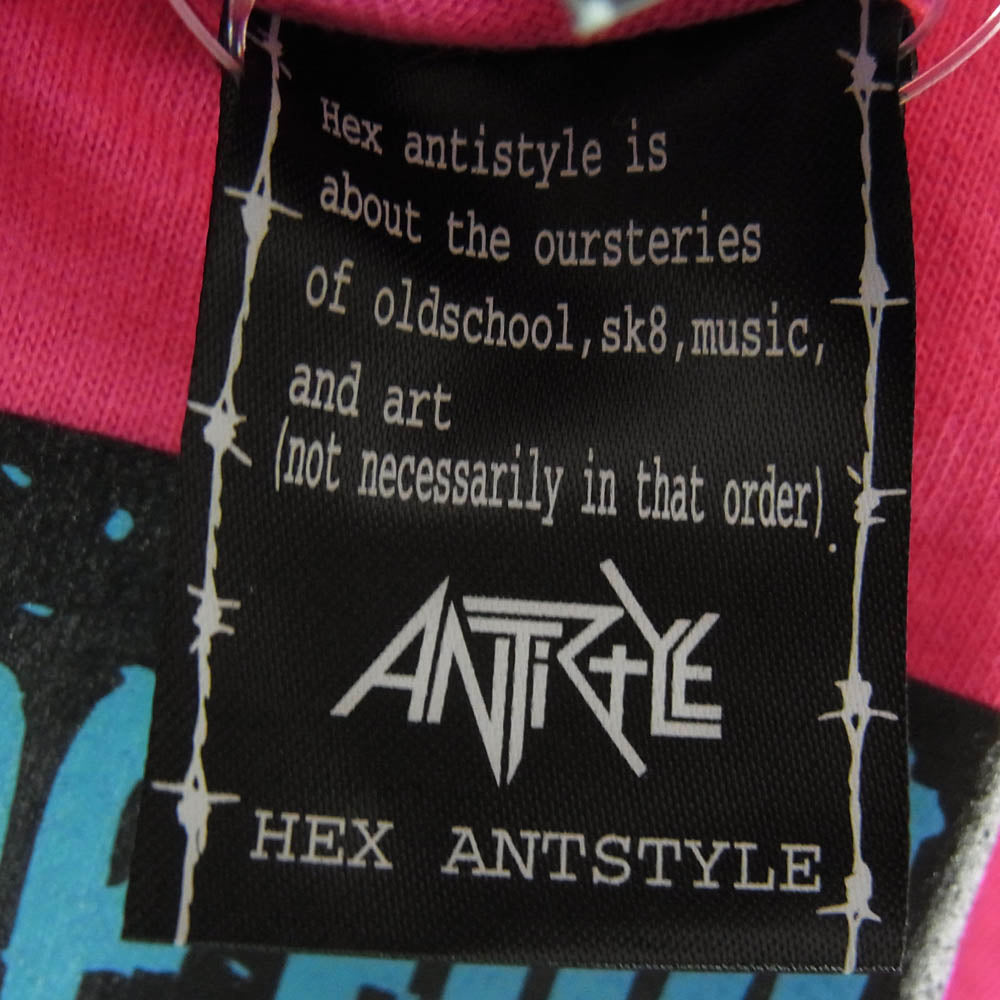 Hex antistyle is
about the oursteries
of oldschool,sk8,music,
and art
(not necessarily in that order).
ANTiStYLE
HEX ANTSTYLE